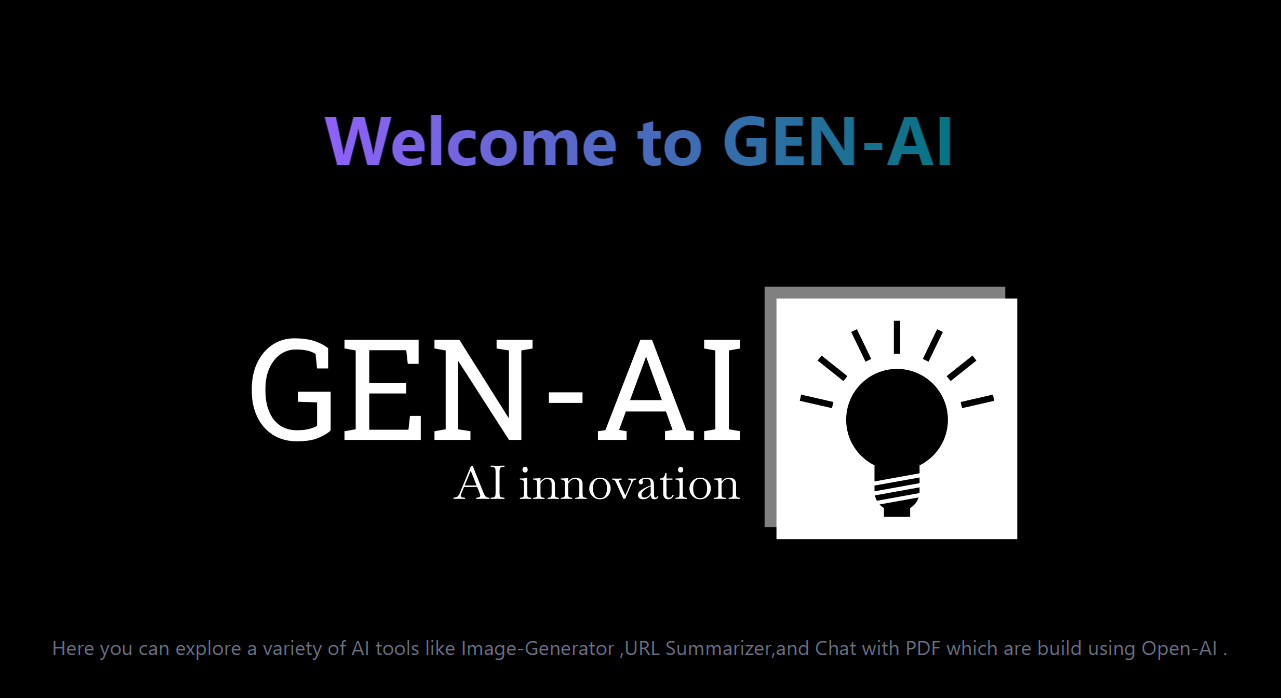 Welcome to GEN-AI
GEN-AI
AI innovation
Here you can explore a variety of AI tools like Image-Generator ,URL Summarizer,and Chat with PDF which are build using Open-AI .